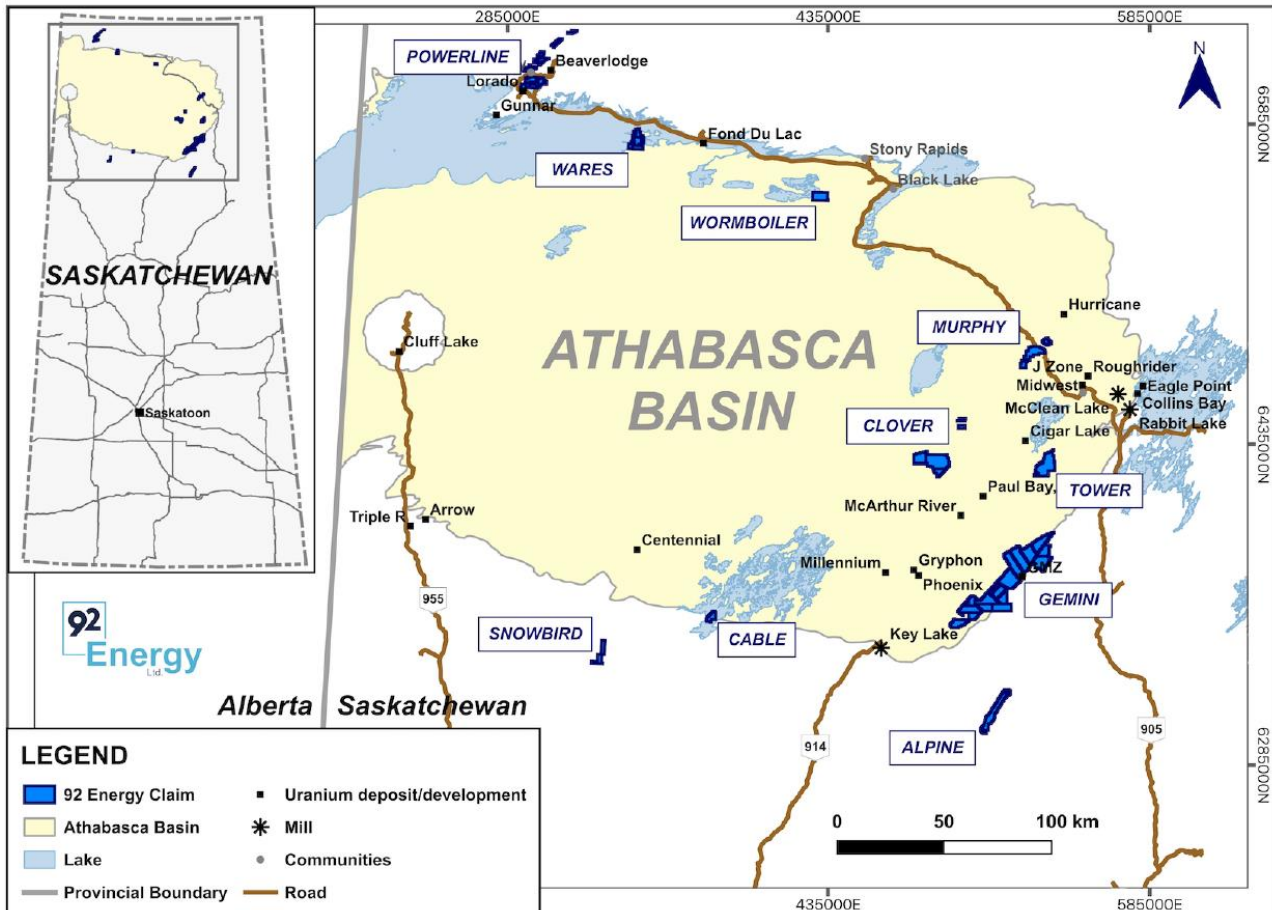 285000E
435000E
585000E
N
POWERLINE
Beaverlodge
Lorado
Gunnar
6585000N
Fond Du Lac
Stony Rapids
WARES
Black Lake
WORMBOILER
SASKATCHEWAN
Hurricane
MURPHY
ATHABASCA
BASIN
Cluff Lake
J Zone
Roughrider
Midwest
Eagle Point
McClean Lake
Collins Bay
Saskatoon
Rabbit Lake
CLOVER
Cigar Lake
6435000N
Paul Bay,
TOWER
McArthur River
Triple R
Arrow
Centennial
Millennium
Gryphon
GMZ
Phoenix
GEMINI
955
92
Energy
Ltd.
SNOWBIRD
CABLE
Key Lake
Alberta
Saskatchewan
914
ALPINE
905
6285000N
LEGEND
92 Energy Claim
Uranium deposit/development
Athabasca Basin
Mill
Lake
Communities
Provincial Boundary
Road
0 50 100 km
435000E
585000E